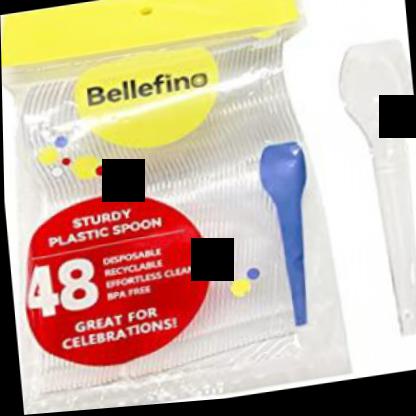 Bellefino
STURDY
PLASTIC SPOON
48
DISPOSABLE
RECYCLABLE
EFFORTLESS CLEAN
BPA FREE
GREAT FOR
CELEBRATIONS!